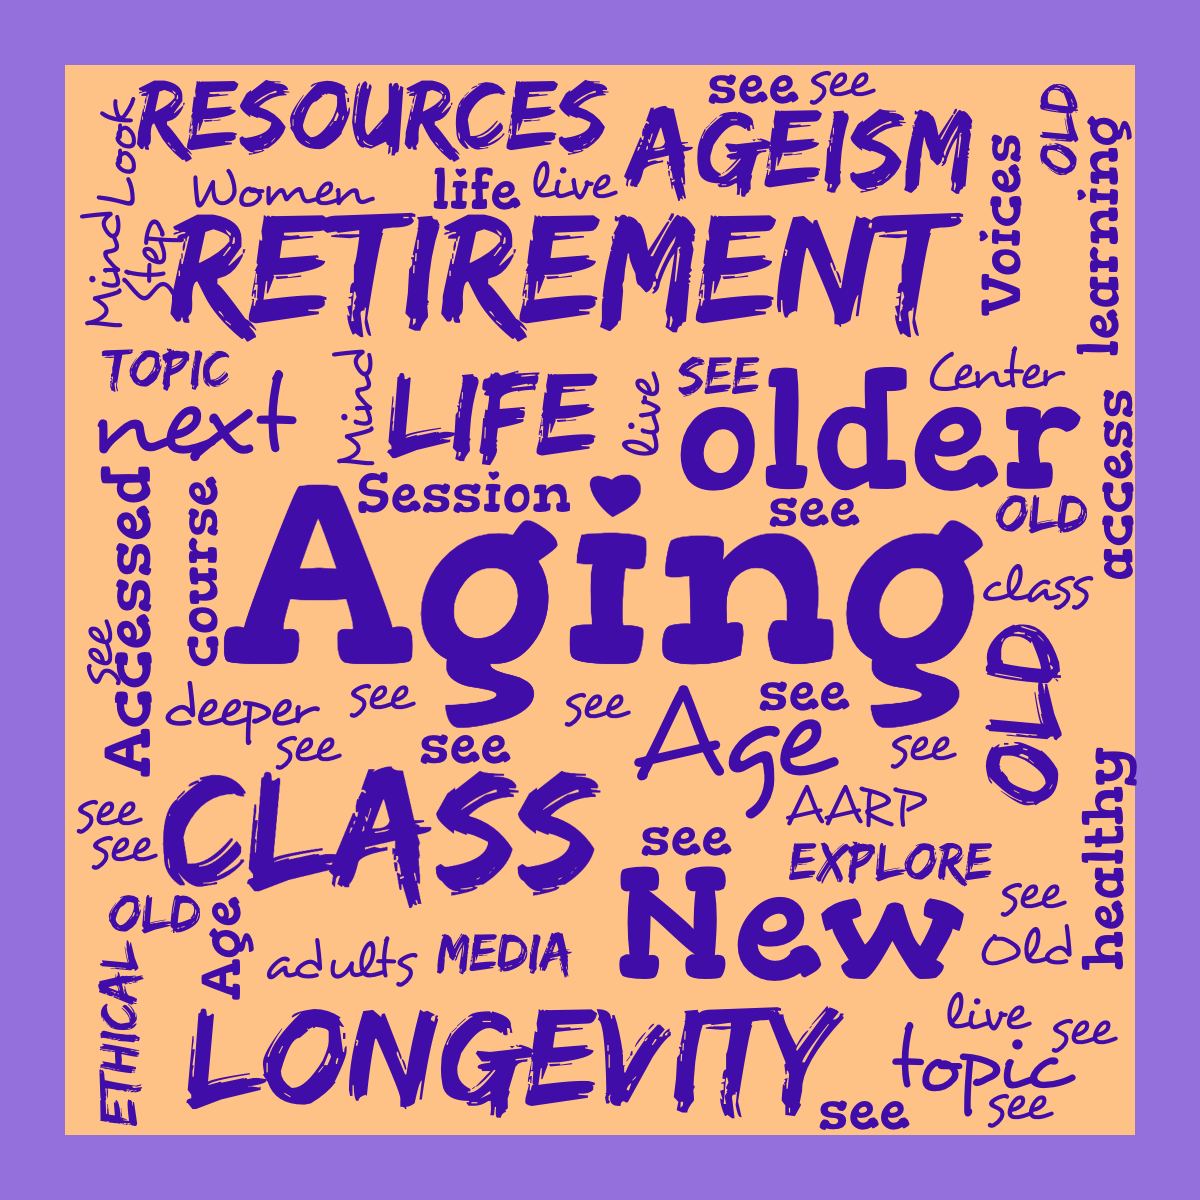 see see
RESOURCES
AGEISM
OLD
Look
learning
Women
life
live
Voices
Mind
Step
RETIREMENT
TOPIC
Mind
LIFE
live
SEE
Center
older
next
access
Accessed
course
Session
see
OLD
Aging
class
see
OLD
deeper
see
see
Age
see
see
see
see
CLASS
AARP
healthy
see
see
see
EXPLORE
New
see
OLD
Age
Old
ETHICAL
adults
MEDIA
LONGEVITY
live
see
topic
see
see